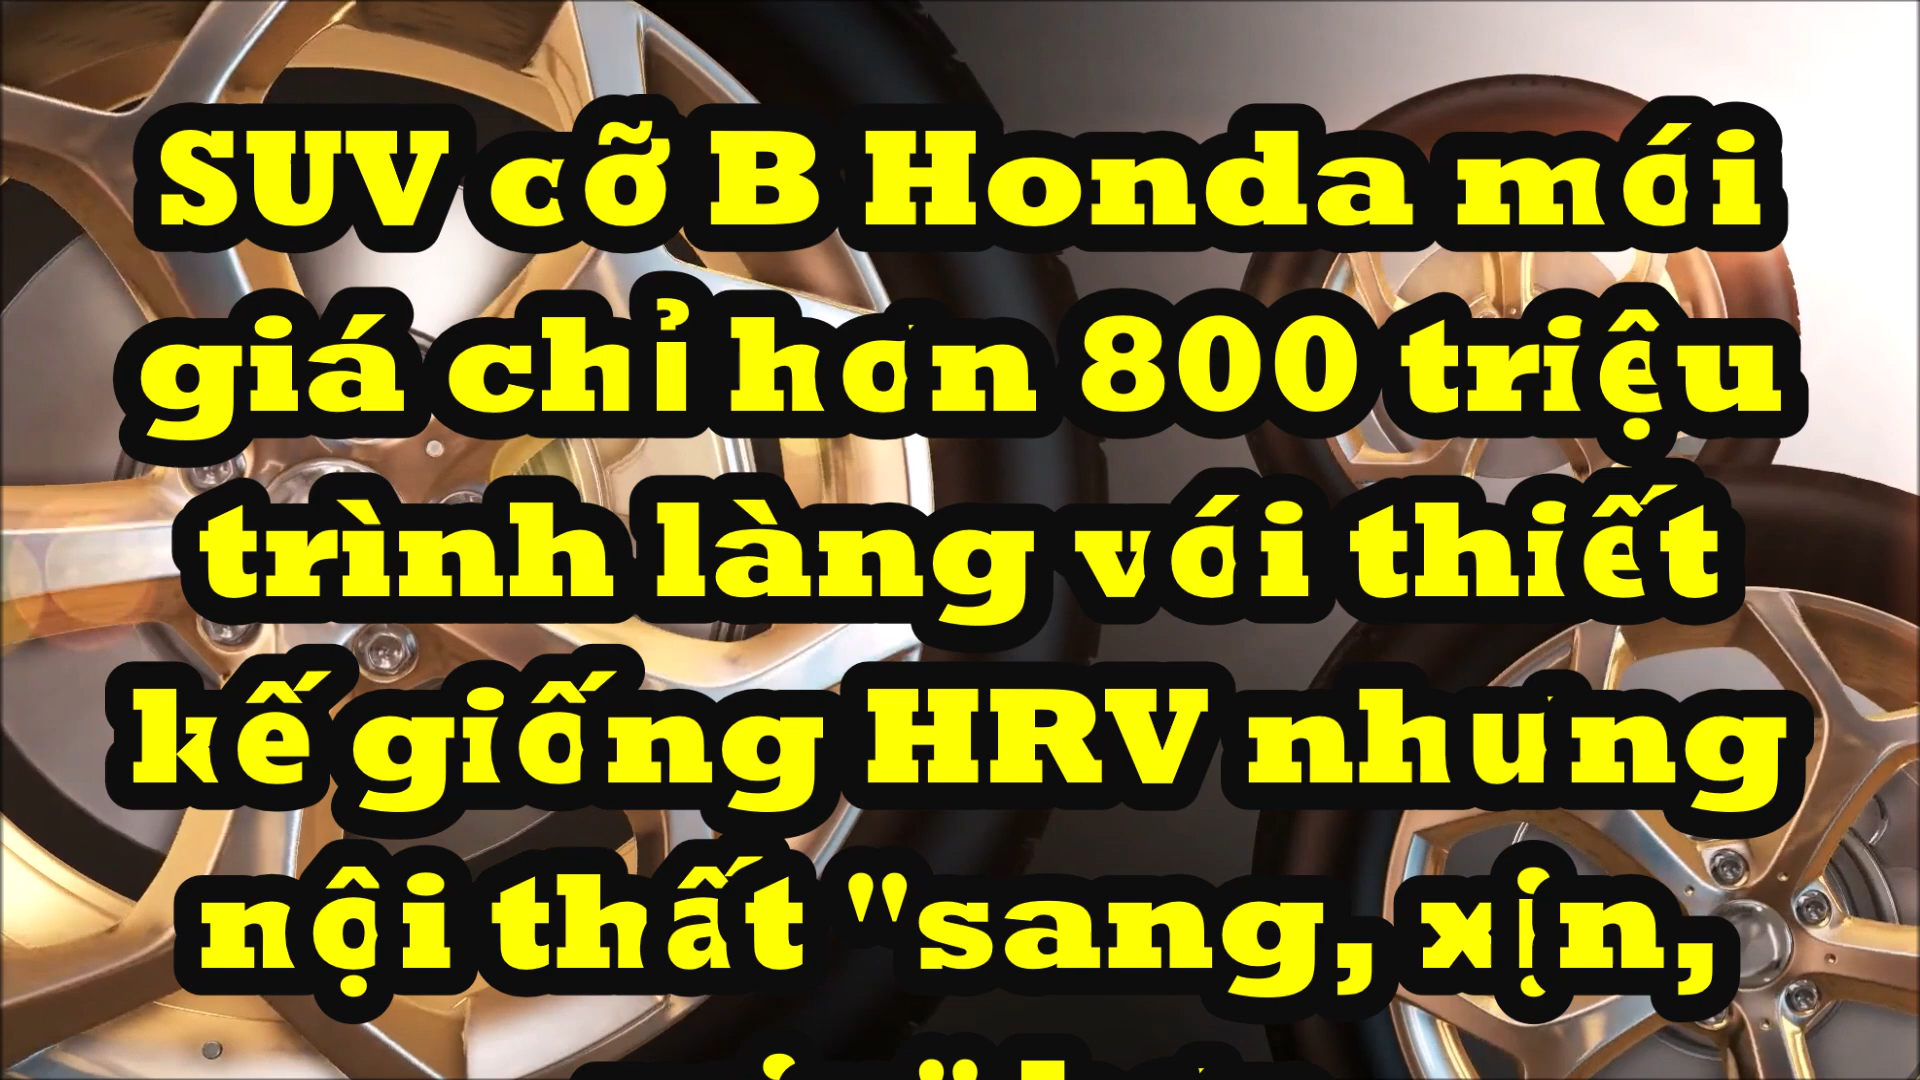 SUV cỡ B Honda mới
giá chỉ hơn 800 triệu
trình làng với thiết
kế giống HRV nhưng
nội thất "sang, xịn,